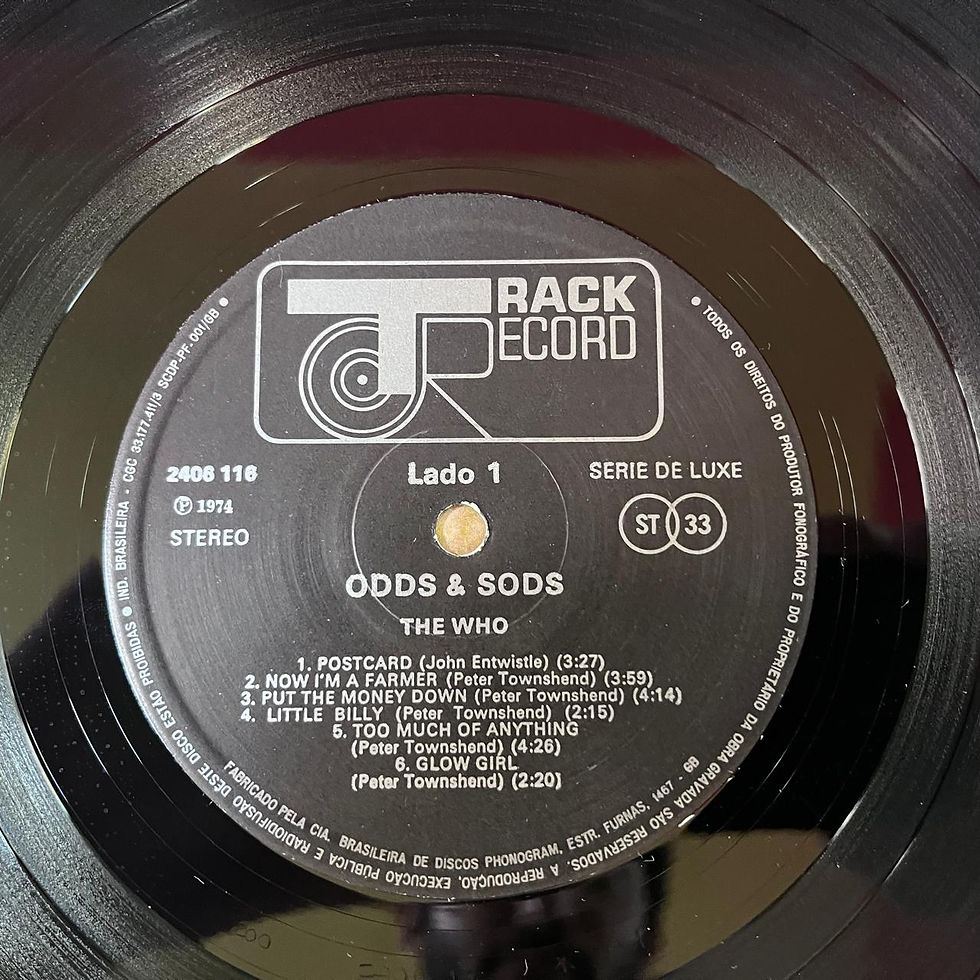 TRACK
RECORD
2406 116
Lado 1
SERIE DE LUXE
℗ 1974
ST 33
STEREO
ODDS & SODS
THE WHO
1. POSTCARD (John Entwistle) (3:27)
2. NOW I'M A FARMER (Peter Townshend) (3:59)
3. PUT THE MONEY DOWN (Peter Townshend) (4:14)
4. LITTLE BILLY (Peter Townshend) (2:15)
5. TOO MUCH OF ANYTHING
(Peter Townshend) (4:26)
6. GLOW GIRL
(Peter Townshend) (2:20)
• TODOS OS DIREITOS DO PRODUTOR FONOGRÁFICO E DO PROPRIETÁRIO DA OBRA GRAVADA SÃO RESERVADOS. A REPRODUÇÃO, EXECUÇÃO PÚBLICA E RADIODIFUSÃO DESTE DISCO ESTÃO PROIBIDAS • IND. BRASILEIRA - CGC 33.177.411/3 SCDP-PF-001/GB •
FABRICADO PELA CIA. BRASILEIRA DE DISCOS PHONOGRAM, ESTR. FURNAS, 1467 - GB